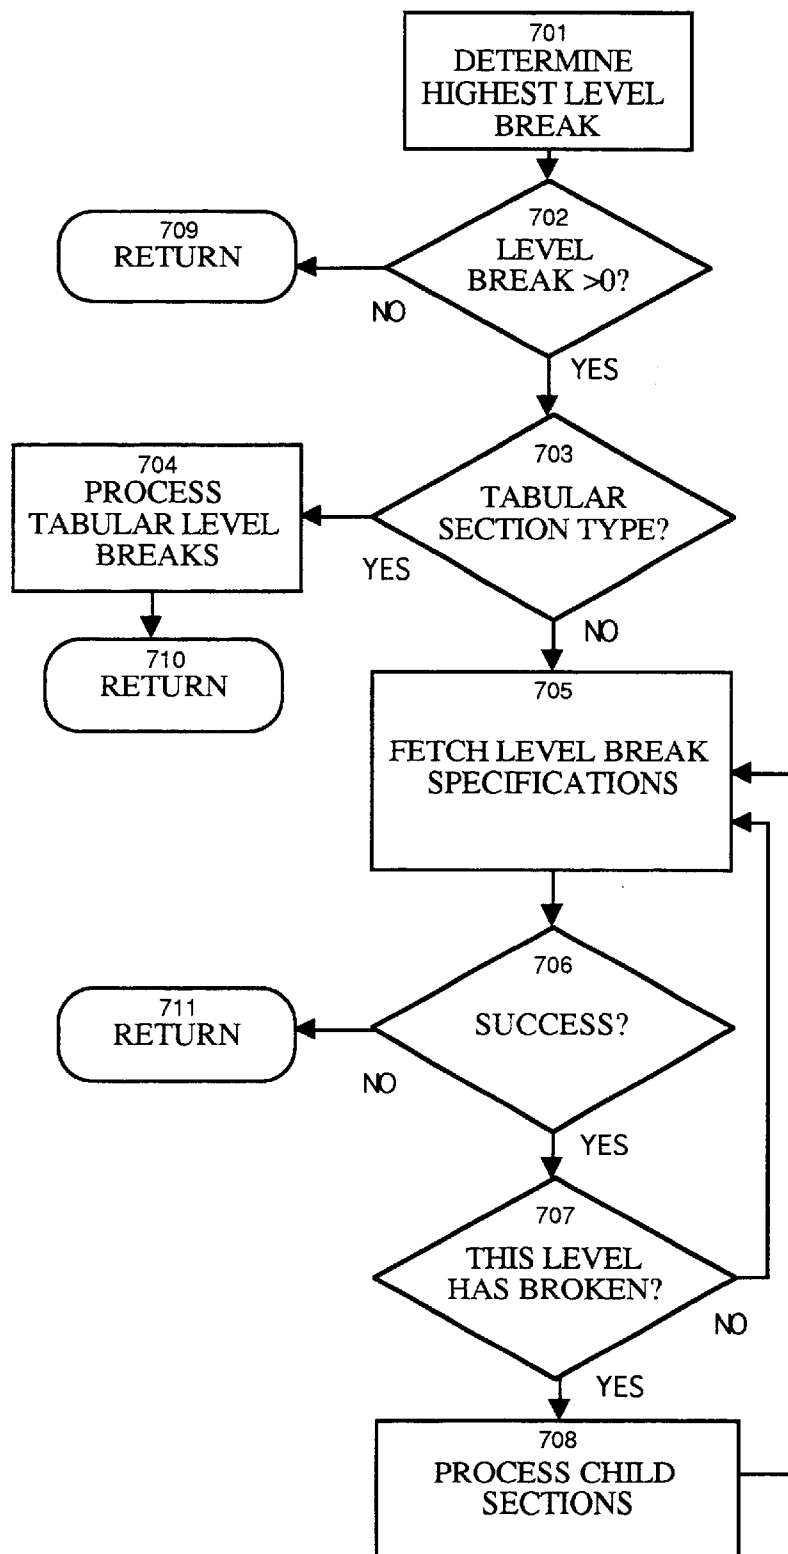 701
DETERMINE
HIGHEST LEVEL
BREAK
702
LEVEL
BREAK >0?
709
RETURN
NO
YES
703
TABULAR
SECTION TYPE?
704
PROCESS
TABULAR LEVEL
BREAKS
YES
NO
710
RETURN
705
FETCH LEVEL BREAK
SPECIFICATIONS
706
SUCCESS?
711
RETURN
NO
YES
707
THIS LEVEL
HAS BROKEN?
NO
YES
708
PROCESS CHILD
SECTIONS